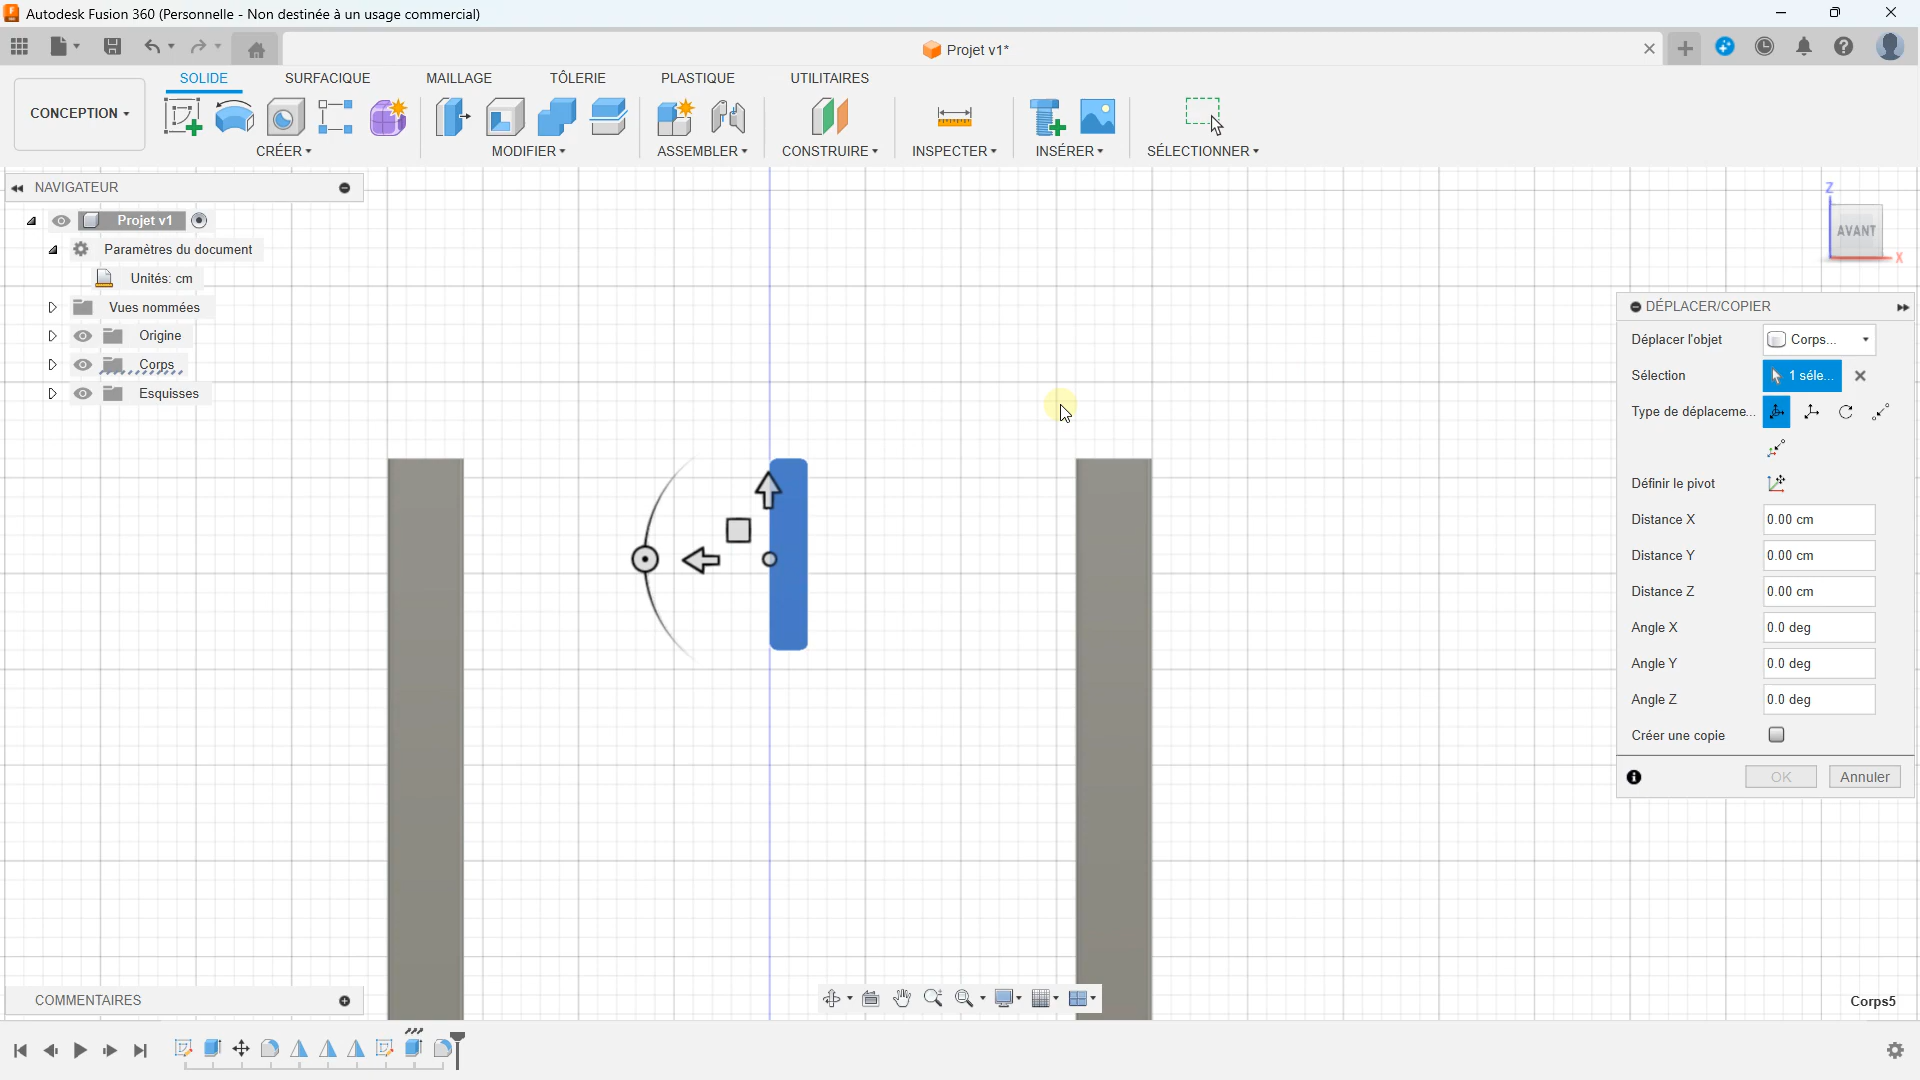 Autodesk Fusion 360 (Personnelle - Non destinée à un usage commercial)
Projet v1*
SOLIDE SURFACIQUE MAILLAGE TÔLERIE PLASTIQUE UTILITAIRES
CONCEPTION
CRÉER MODIFIER ASSEMBLER CONSTRUIRE INSPECTER INSÉRER SÉLECTIONNER
NAVIGATEUR
Projet v1
Paramètres du document
Unités: cm
Vues nommées
Origine
Corps
Esquisses
Z
AVANT
X
DÉPLACER/COPIER
Déplacer l'objet Corps...
Sélection 1 séle...
Type de déplaceme...
Définir le pivot
Distance X 0.00 cm
Distance Y 0.00 cm
Distance Z 0.00 cm
Angle X 0.0 deg
Angle Y 0.0 deg
Angle Z 0.0 deg
Créer une copie
OK Annuler
COMMENTAIRES
Corps5